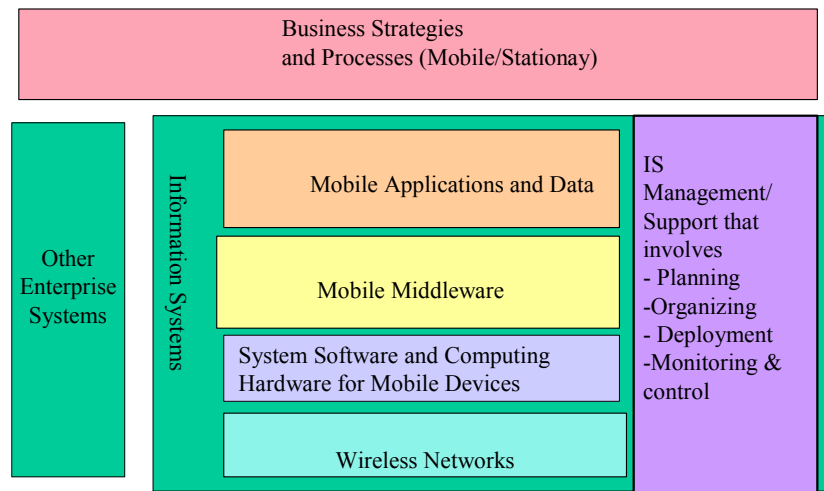 Business Strategies
and Processes (Mobile/Stationay)
Other
Enterprise
Systems
Information Systems
Mobile Applications and Data
Mobile Middleware
System Software and Computing
Hardware for Mobile Devices
Wireless Networks
IS
Management/
Support that
involves
- Planning
-Organizing
- Deployment
-Monitoring &
control